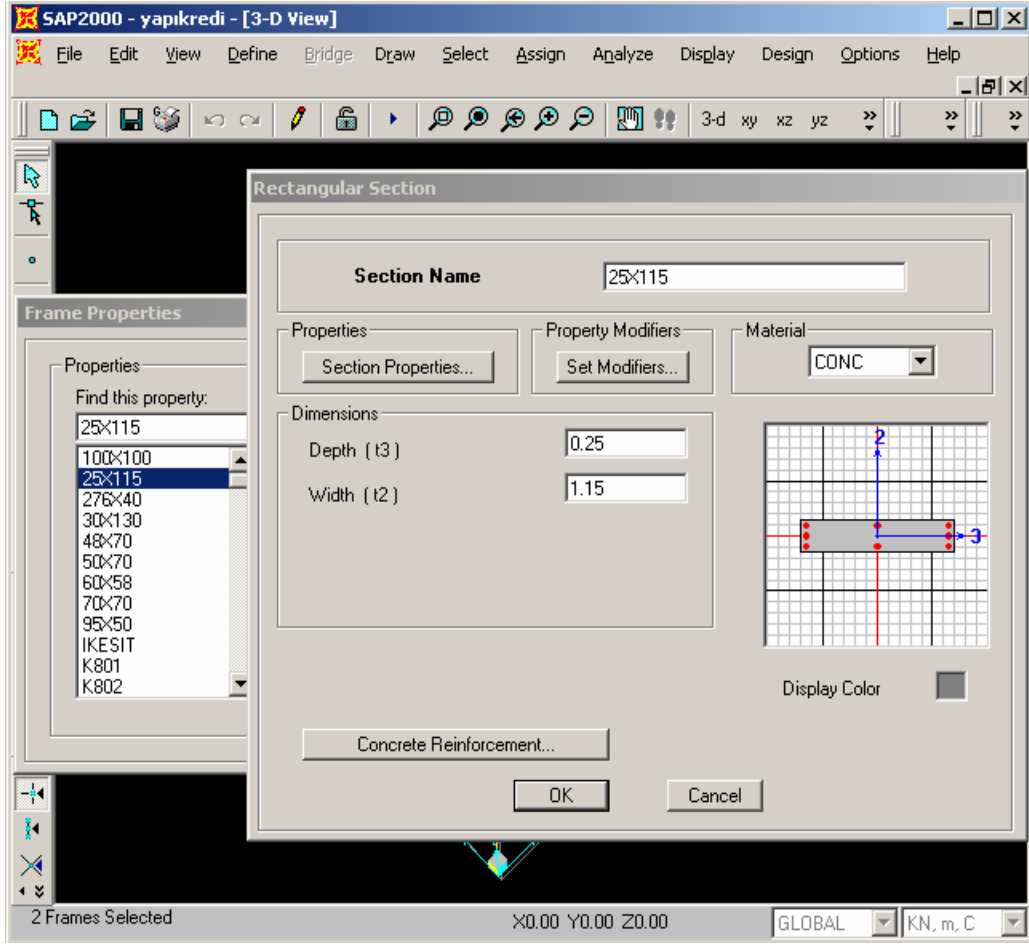 SAP2000 - yapıkredi - [3-D View]
File Edit View Define Bridge Draw Select Assign Analyze Display Design Options Help
3-d xy xz yz
Rectangular Section
Section Name 25X115
Frame Properties
Properties Property Modifiers Material
Section Properties... Set Modifiers... CONC
Properties
Find this property:
25X115
100X100
25X115
276X40
30X130
48X70
50X70
60X58
70X70
95X50
IKESIT
K801
K802
Dimensions
Depth ( t3 ) 0.25
Width ( t2 ) 1.15
2
3
Display Color
Concrete Reinforcement...
OK Cancel
2 Frames Selected X0.00 Y0.00 Z0.00 GLOBAL KN, m, C